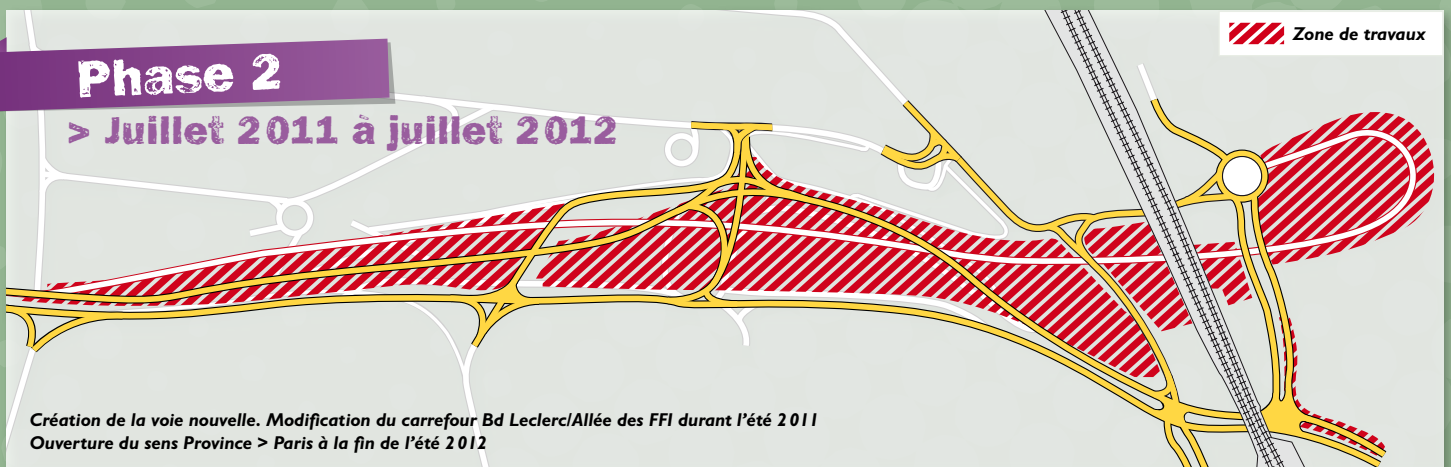 Phase 2
> Juillet 2011 à juillet 2012
Zone de travaux
Création de la voie nouvelle. Modification du carrefour Bd Leclerc/Allée des FFI durant l'été 2011
Ouverture du sens Province > Paris à la fin de l'été 2012